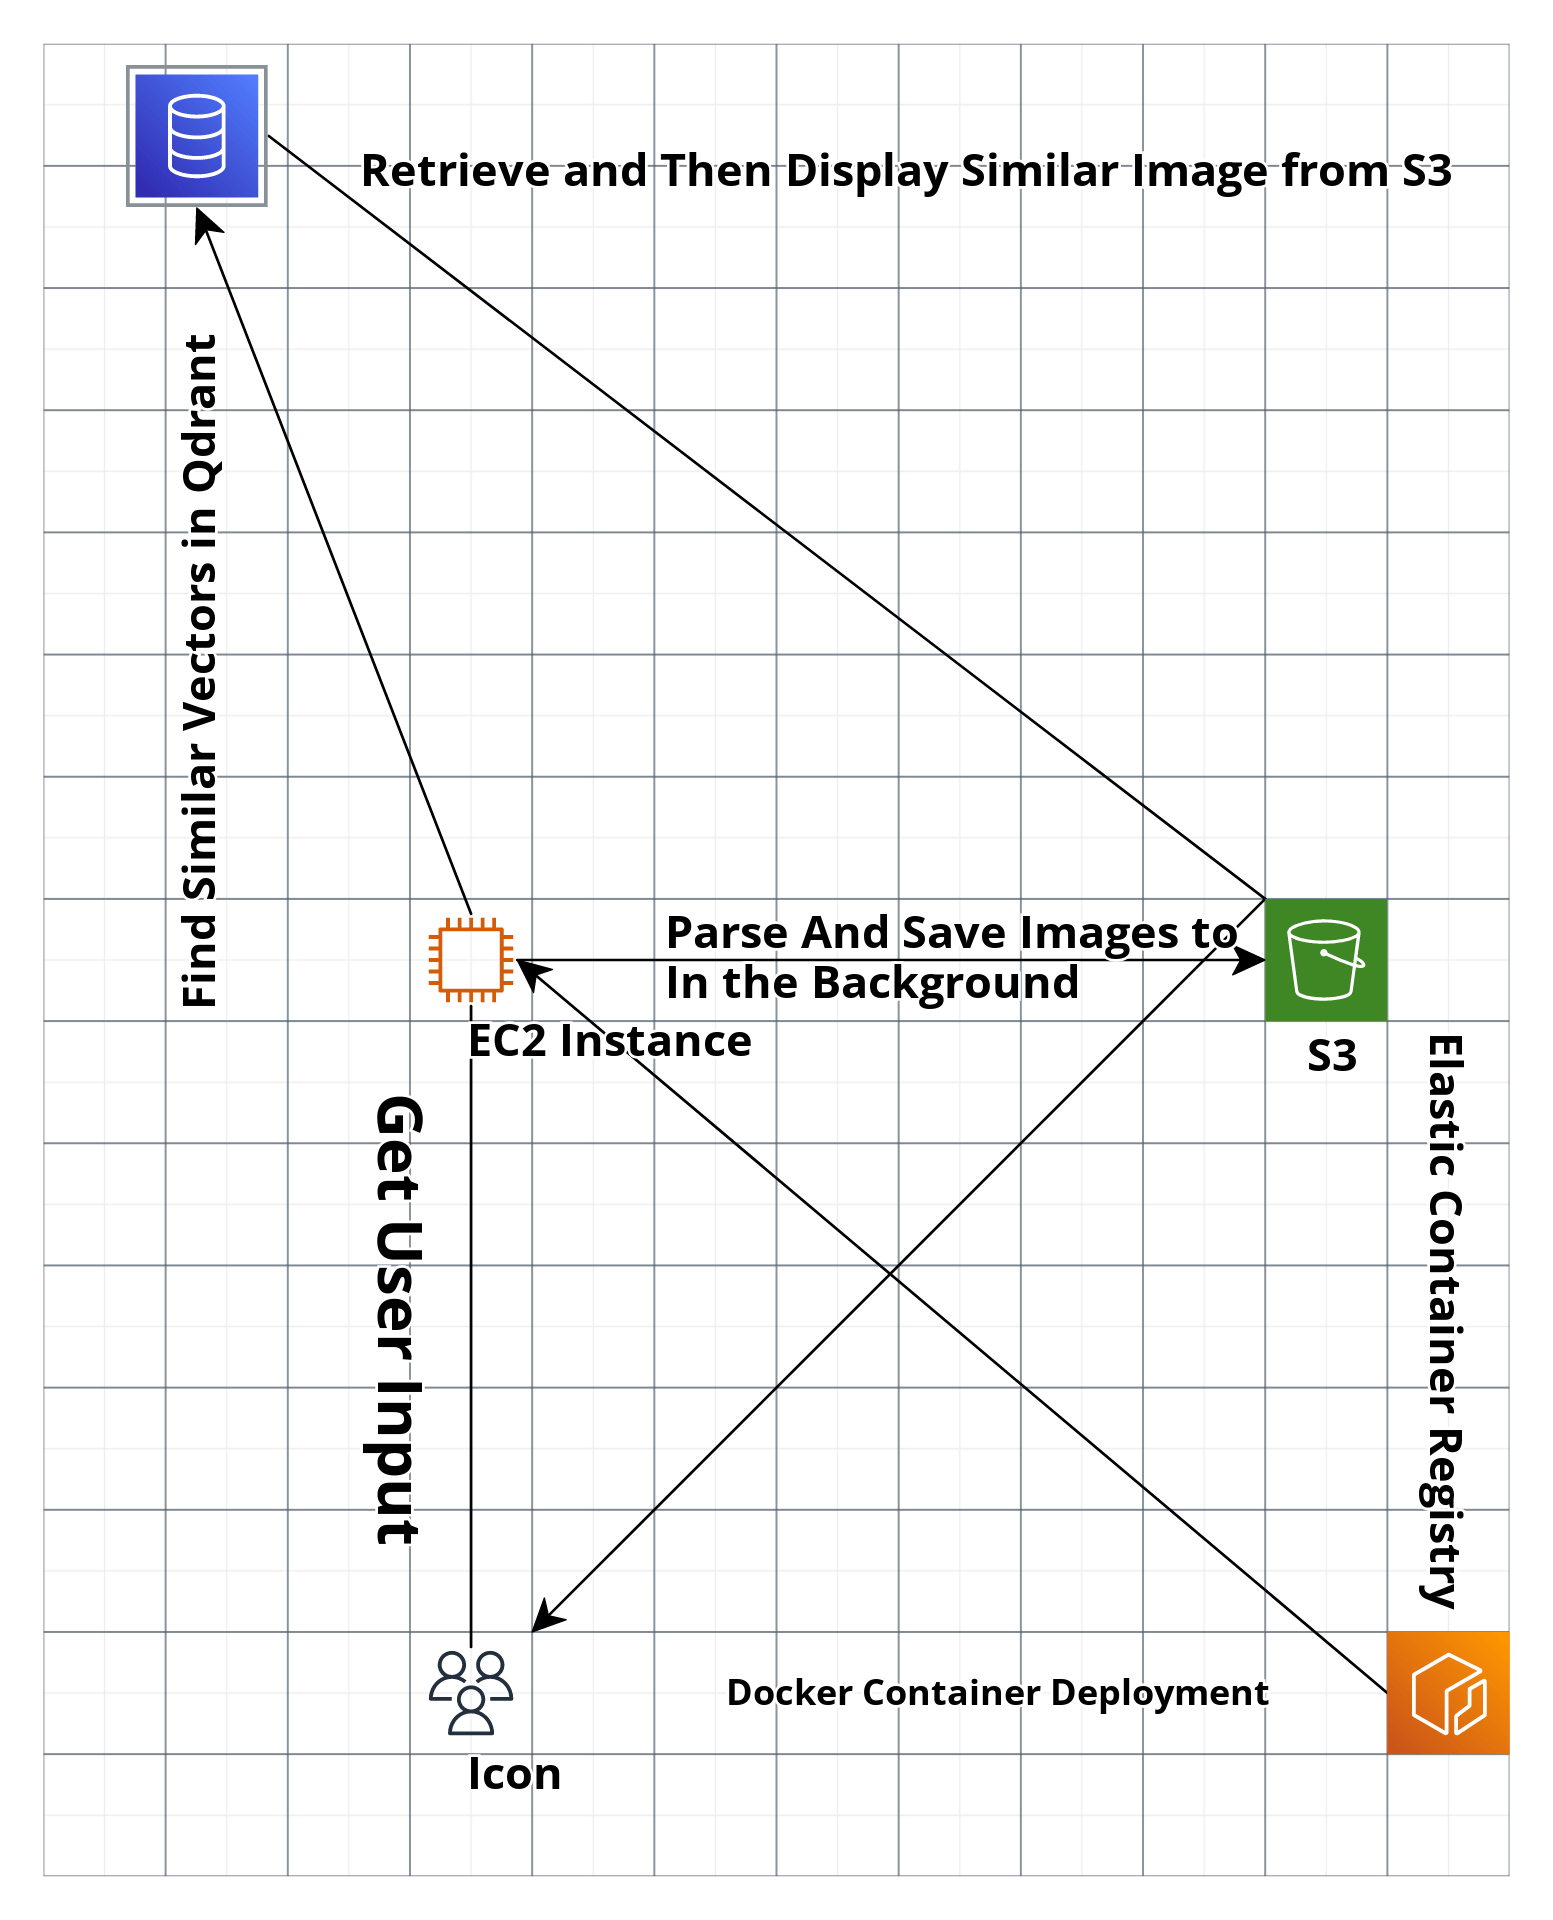 Retrieve and Then Display Similar Image from S3
Find Similar Vectors in Qdrant
Parse And Save Images to
In the Background
EC2 Instance
S3
Get User Input
Elastic Container Registry
Docker Container Deployment
Icon